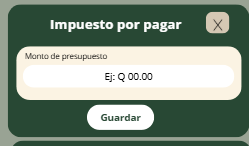 Impuesto por pagar
X
Monto de presupuesto
Ej: Q 00.00
Guardar